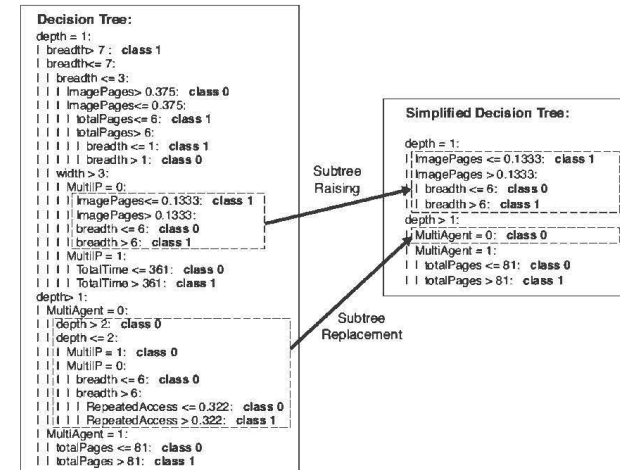 Decision Tree:
depth = 1:
| breadth> 7 : class 1
| breadth<= 7:
| | breadth <= 3:
| | | ImagePages> 0.375: class 0
| | | ImagePages<= 0.375:
| | | | totalPages<= 6: class 1
| | | | totalPages> 6:
| | | | | breadth <= 1: class 1
| | | | | breadth > 1: class 0
| | width > 3:
| | | MultiIP = 0:
| | | | ImagePages<= 0.1333: class 1
| | | | ImagePages> 0.1333:
| | | | breadth <= 6: class 0
| | | | breadth > 6: class 1
| | | MultiIP = 1:
| | | | TotalTime <= 361: class 0
| | | | TotalTime > 361: class 1
depth> 1:
| MultiAgent = 0:
| | depth > 2: class 0
| | depth <= 2:
| | | MultiIP = 1: class 0
| | | MultiIP = 0:
| | | | breadth <= 6: class 0
| | | | breadth > 6:
| | | | | RepeatedAccess <= 0.322: class 0
| | | | | RepeatedAccess > 0.322: class 1
| MultiAgent = 1:
| | totalPages <= 81: class 0
| | totalPages > 81: class 1
Subtree
Raising
Subtree
Replacement
Simplified Decision Tree:
depth = 1:
| ImagePages <= 0.1333: class 1
| ImagePages > 0.1333:
| | breadth <= 6: class 0
| | breadth > 6: class 1
depth > 1:
| MultiAgent = 0: class 0
| MultiAgent = 1:
| | totalPages <= 81: class 0
| | totalPages > 81: class 1